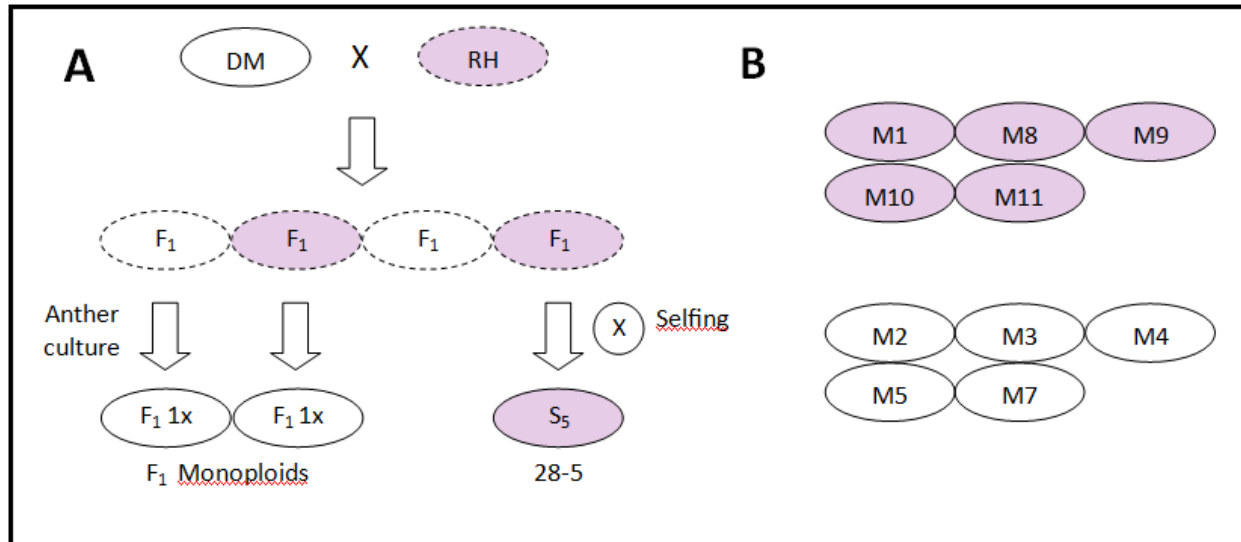 A
DM X RH
F₁ F₁ F₁ F₁
Anther
culture
X Selfing
F₁ 1x F₁ 1x S₅
F₁ Monoploids 28-5
B
M1 M8 M9
M10 M11
M2 M3 M4
M5 M7